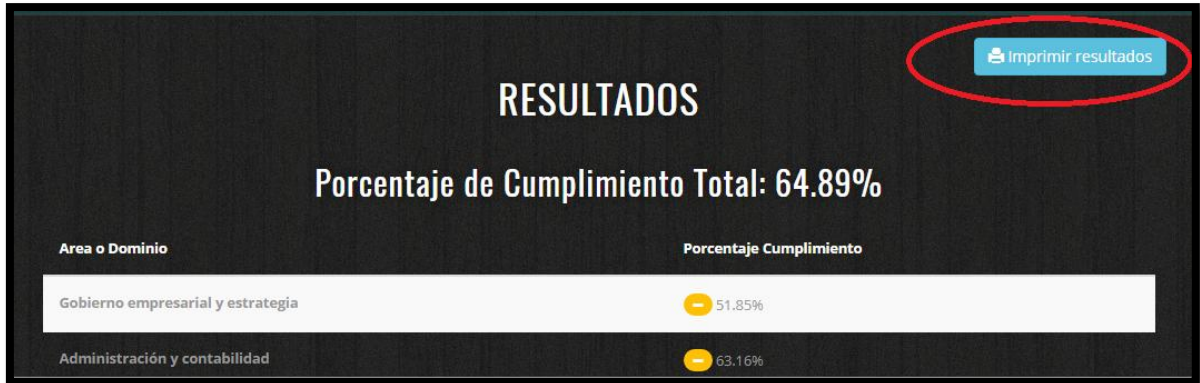 Imprimir resultados
RESULTADOS
Porcentaje de Cumplimiento Total: 64.89%
Area o Dominio Porcentaje Cumplimiento
Gobierno empresarial y estrategia 51.85%
Administración y contabilidad 63.16%